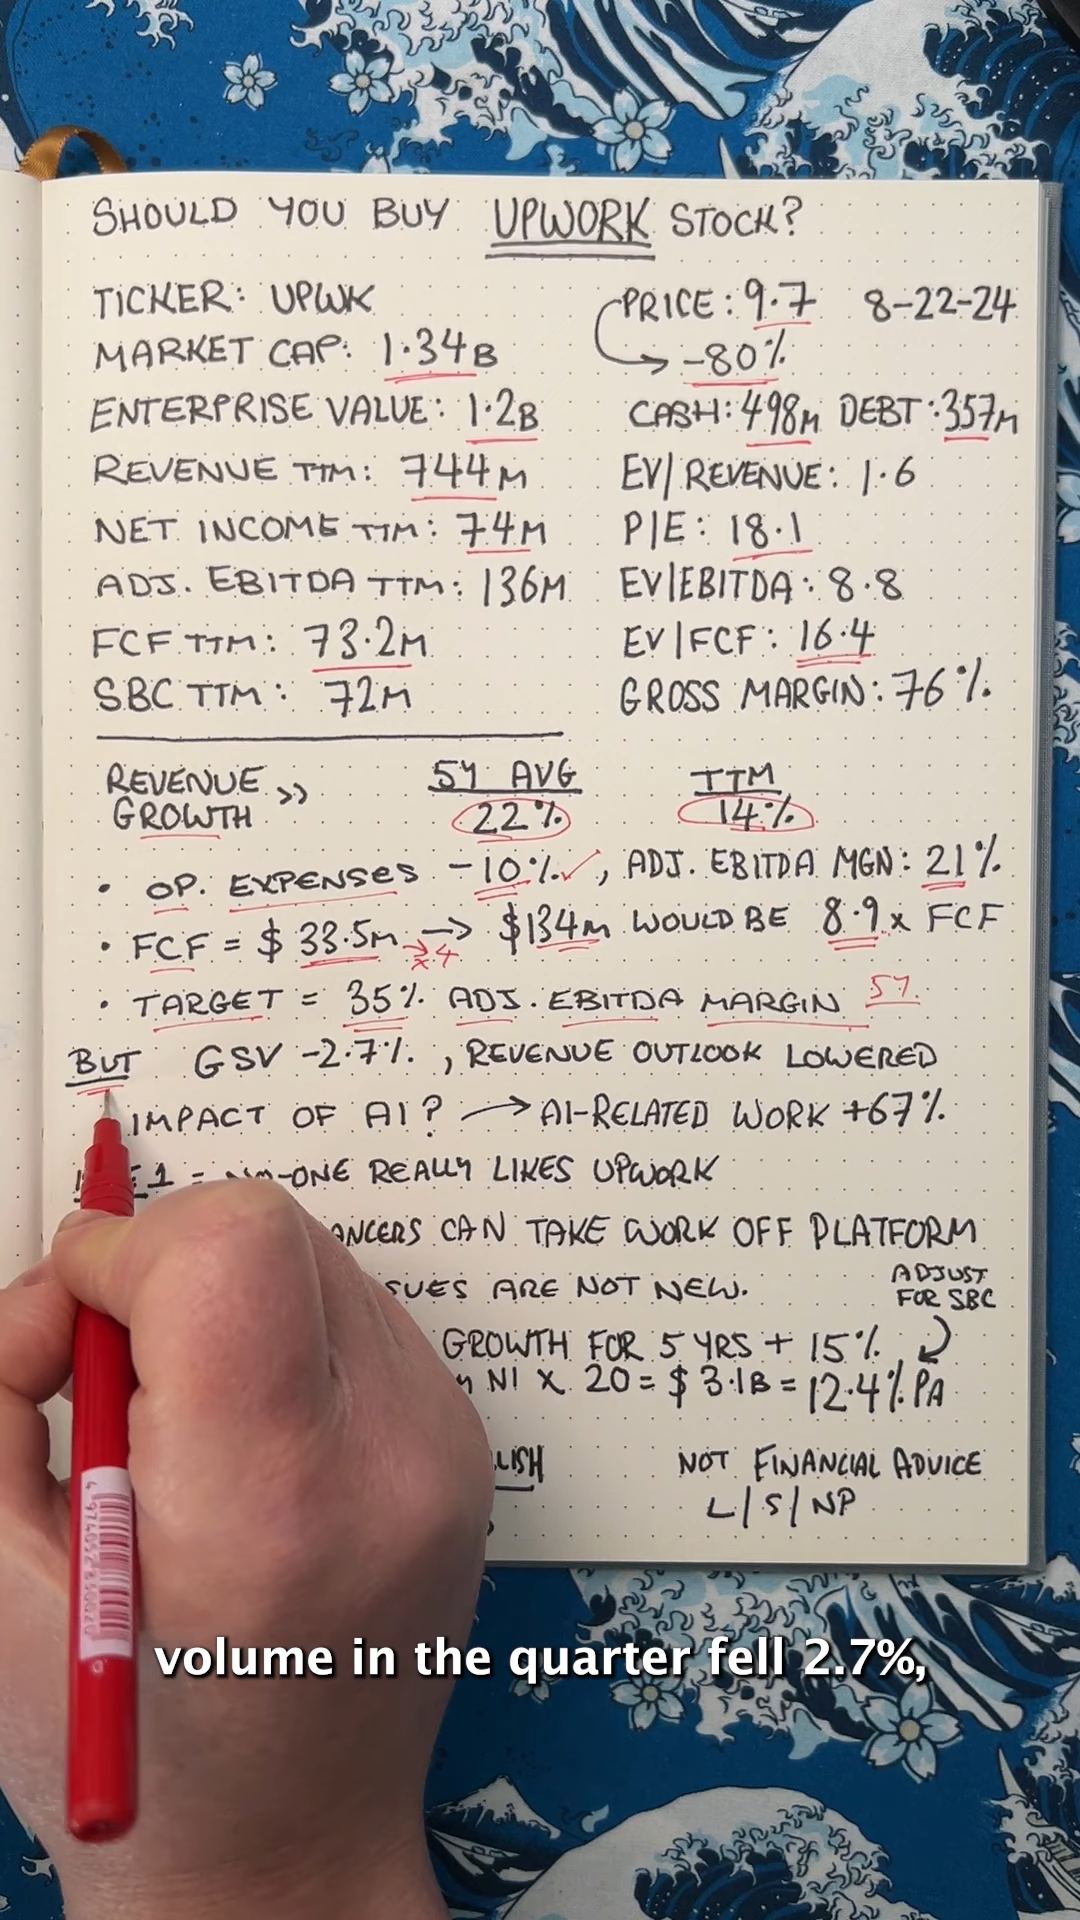 SHOULD YOU BUY UPWORK STOCK?
TICKER: UPWK
PRICE: 9.7 8-22-24
MARKET CAP: 1.34B
-80%
ENTERPRISE VALUE: 1.2B
CASH: 498M DEBT: 357M
REVENUE TTM: 744M
EV/REVENUE: 1.6
NET INCOME TTM: 74M
P/E: 18.1
ADJ. EBITDA TTM: 136M
EV/EBITDA: 8.8
FCF TTM: 73.2M
EV/FCF: 16.4
SBC TTM: 72M
GROSS MARGIN: 76%
REVENUE GROWTH >>
5Y AVG
22%
TTM
14%
• OP. EXPENSES -10% ✓, ADJ. EBITDA MGN: 21%
• FCF = $33.5M → $134M WOULD BE 8.9x FCF
x4
• TARGET = 35% ADJ. EBITDA MARGIN 5Y
BUT GSV -2.7%, REVENUE OUTLOOK LOWERED
IMPACT OF AI? → AI-RELATED WORK +67%
1 = NO-ONE REALLY LIKES UPWORK
CAN TAKE WORK OFF PLATFORM
ARE NOT NEW.
ADJUST
FOR SBC
GROWTH FOR 5 YRS + 15%
NI x 20 = $3.1B = 12.4% PA
NOT FINANCIAL ADVICE
L/S/NP
4974052856020
volume in the quarter fell 2.7%,